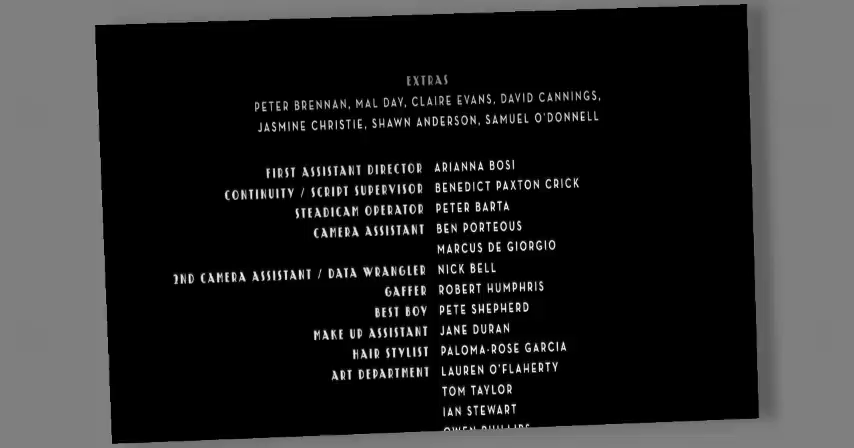 EXTRAS
PETER BRENNAN, MAL DAY, CLAIRE EVANS, DAVID CANNINGS,
JASMINE CHRISTIE, SHAWN ANDERSON, SAMUEL O'DONNELL
FIRST ASSISTANT DIRECTOR ARIANNA BOSI
CONTINUITY / SCRIPT SUPERVISOR BENEDICT PAXTON CRICK
STEADICAM OPERATOR PETER BARTA
CAMERA ASSISTANT BEN PORTEOUS
MARCUS DE GIORGIO
2ND CAMERA ASSISTANT / DATA WRANGLER NICK BELL
GAFFER ROBERT HUMPHRIS
BEST BOY PETE SHEPHERD
MAKE UP ASSISTANT JANE DURAN
HAIR STYLIST PALOMA-ROSE GARCIA
ART DEPARTMENT LAUREN O'FLAHERTY
TOM TAYLOR
IAN STEWART